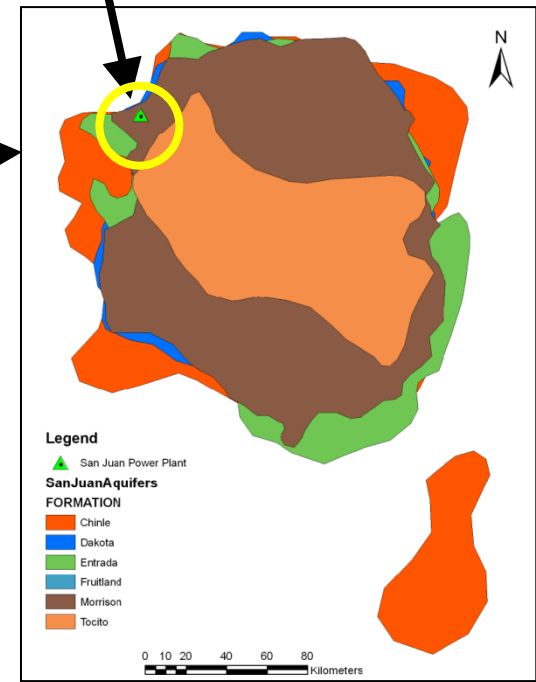 N
Legend
San Juan Power Plant
SanJuanAquifers
FORMATION
Chinle
Dakota
Entrada
Fruitland
Morrison
Tocito
0 10 20 40 60 80
Kilometers